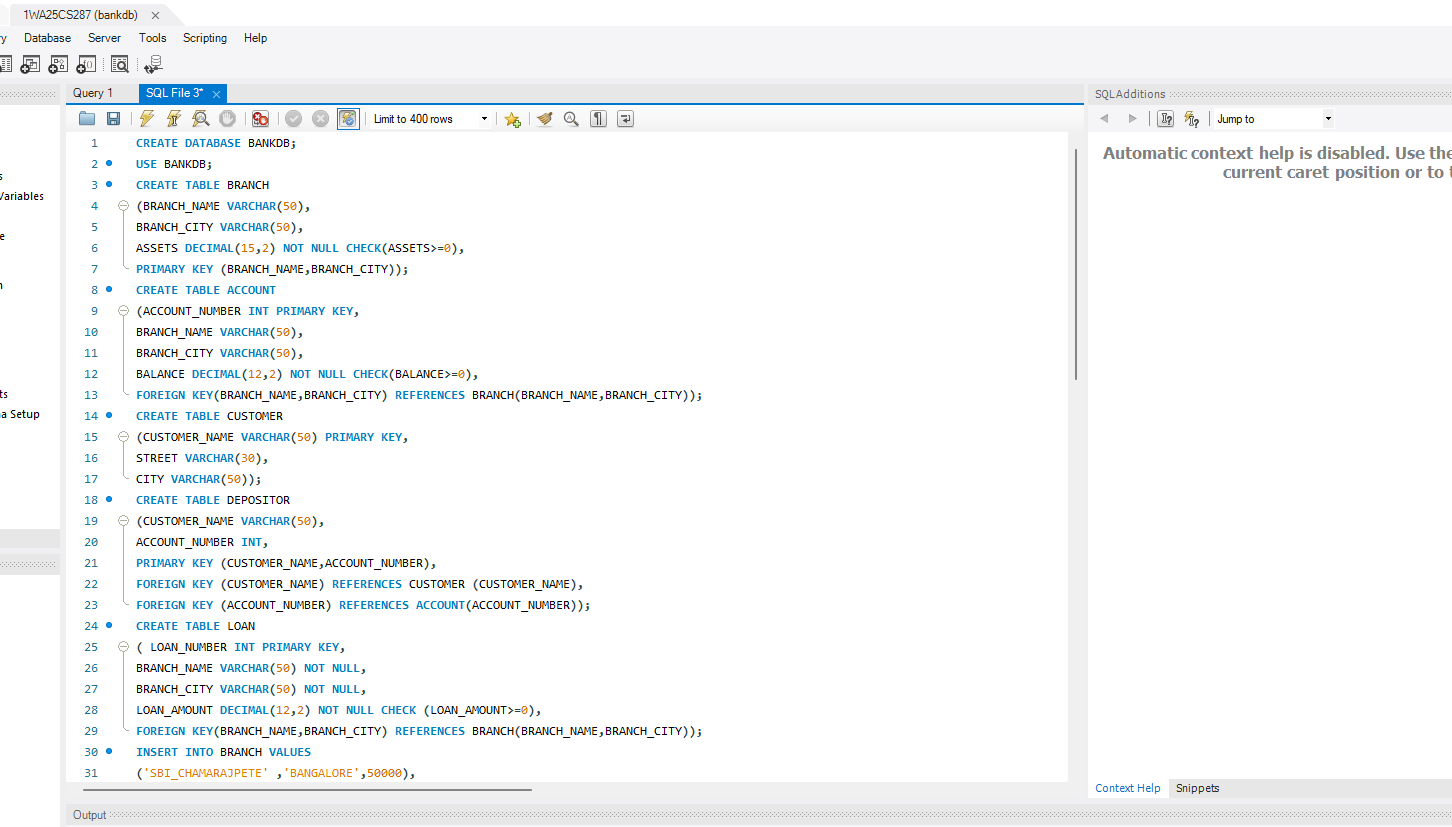 1WA25CS287 (bankdb)
Database Server Tools Scripting Help
Query 1 SQL File 3*
SQLAdditions
Limit to 400 rows
Jump to
Automatic context help is disabled. Use the
current caret position or to
Variables
a Setup
1 CREATE DATABASE BANKDB;
2 USE BANKDB;
3 CREATE TABLE BRANCH
4 (BRANCH_NAME VARCHAR(50),
5 BRANCH_CITY VARCHAR(50),
6 ASSETS DECIMAL(15,2) NOT NULL CHECK(ASSETS>=0),
7 PRIMARY KEY (BRANCH_NAME,BRANCH_CITY));
8 CREATE TABLE ACCOUNT
9 (ACCOUNT_NUMBER INT PRIMARY KEY,
10 BRANCH_NAME VARCHAR(50),
11 BRANCH_CITY VARCHAR(50),
12 BALANCE DECIMAL(12,2) NOT NULL CHECK(BALANCE>=0),
13 FOREIGN KEY(BRANCH_NAME,BRANCH_CITY) REFERENCES BRANCH(BRANCH_NAME,BRANCH_CITY));
14 CREATE TABLE CUSTOMER
15 (CUSTOMER_NAME VARCHAR(50) PRIMARY KEY,
16 STREET VARCHAR(30),
17 CITY VARCHAR(50));
18 CREATE TABLE DEPOSITOR
19 (CUSTOMER_NAME VARCHAR(50),
20 ACCOUNT_NUMBER INT,
21 PRIMARY KEY (CUSTOMER_NAME,ACCOUNT_NUMBER),
22 FOREIGN KEY (CUSTOMER_NAME) REFERENCES CUSTOMER (CUSTOMER_NAME),
23 FOREIGN KEY (ACCOUNT_NUMBER) REFERENCES ACCOUNT(ACCOUNT_NUMBER));
24 CREATE TABLE LOAN
25 ( LOAN_NUMBER INT PRIMARY KEY,
26 BRANCH_NAME VARCHAR(50) NOT NULL,
27 BRANCH_CITY VARCHAR(50) NOT NULL,
28 LOAN_AMOUNT DECIMAL(12,2) NOT NULL CHECK (LOAN_AMOUNT>=0),
29 FOREIGN KEY(BRANCH_NAME,BRANCH_CITY) REFERENCES BRANCH(BRANCH_NAME,BRANCH_CITY));
30 INSERT INTO BRANCH VALUES
31 ('SBI_CHAMARAJPETE' ,'BANGALORE',50000),
Context Help Snippets
Output